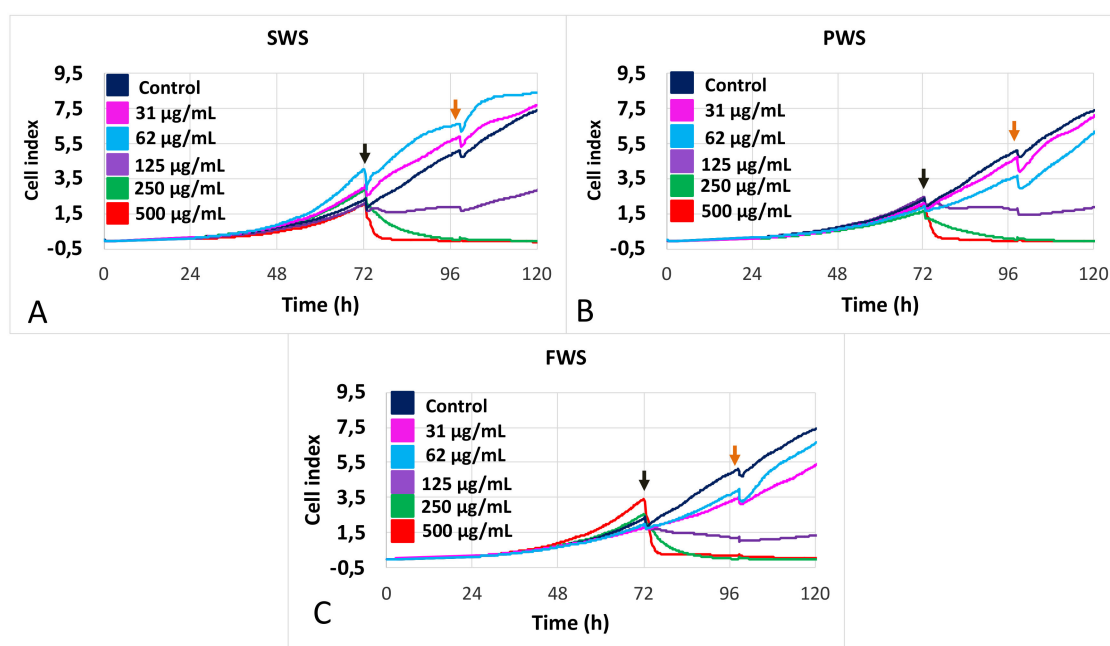 SWS
9,5
7,5
5,5
3,5
1,5
-0,5
Cell index
Control
31 µg/mL
62 µg/mL
125 µg/mL
250 µg/mL
500 µg/mL
0 24 48 72 96 120
Time (h)
A
PWS
9,5
7,5
5,5
3,5
1,5
-0,5
Cell index
Control
31 µg/mL
62 µg/mL
125 µg/mL
250 µg/mL
500 µg/mL
0 24 48 72 96 120
Time (h)
B
FWS
9,5
7,5
5,5
3,5
1,5
-0,5
Cell index
Control
31 µg/mL
62 µg/mL
125 µg/mL
250 µg/mL
500 µg/mL
0 24 48 72 96 120
Time (h)
C